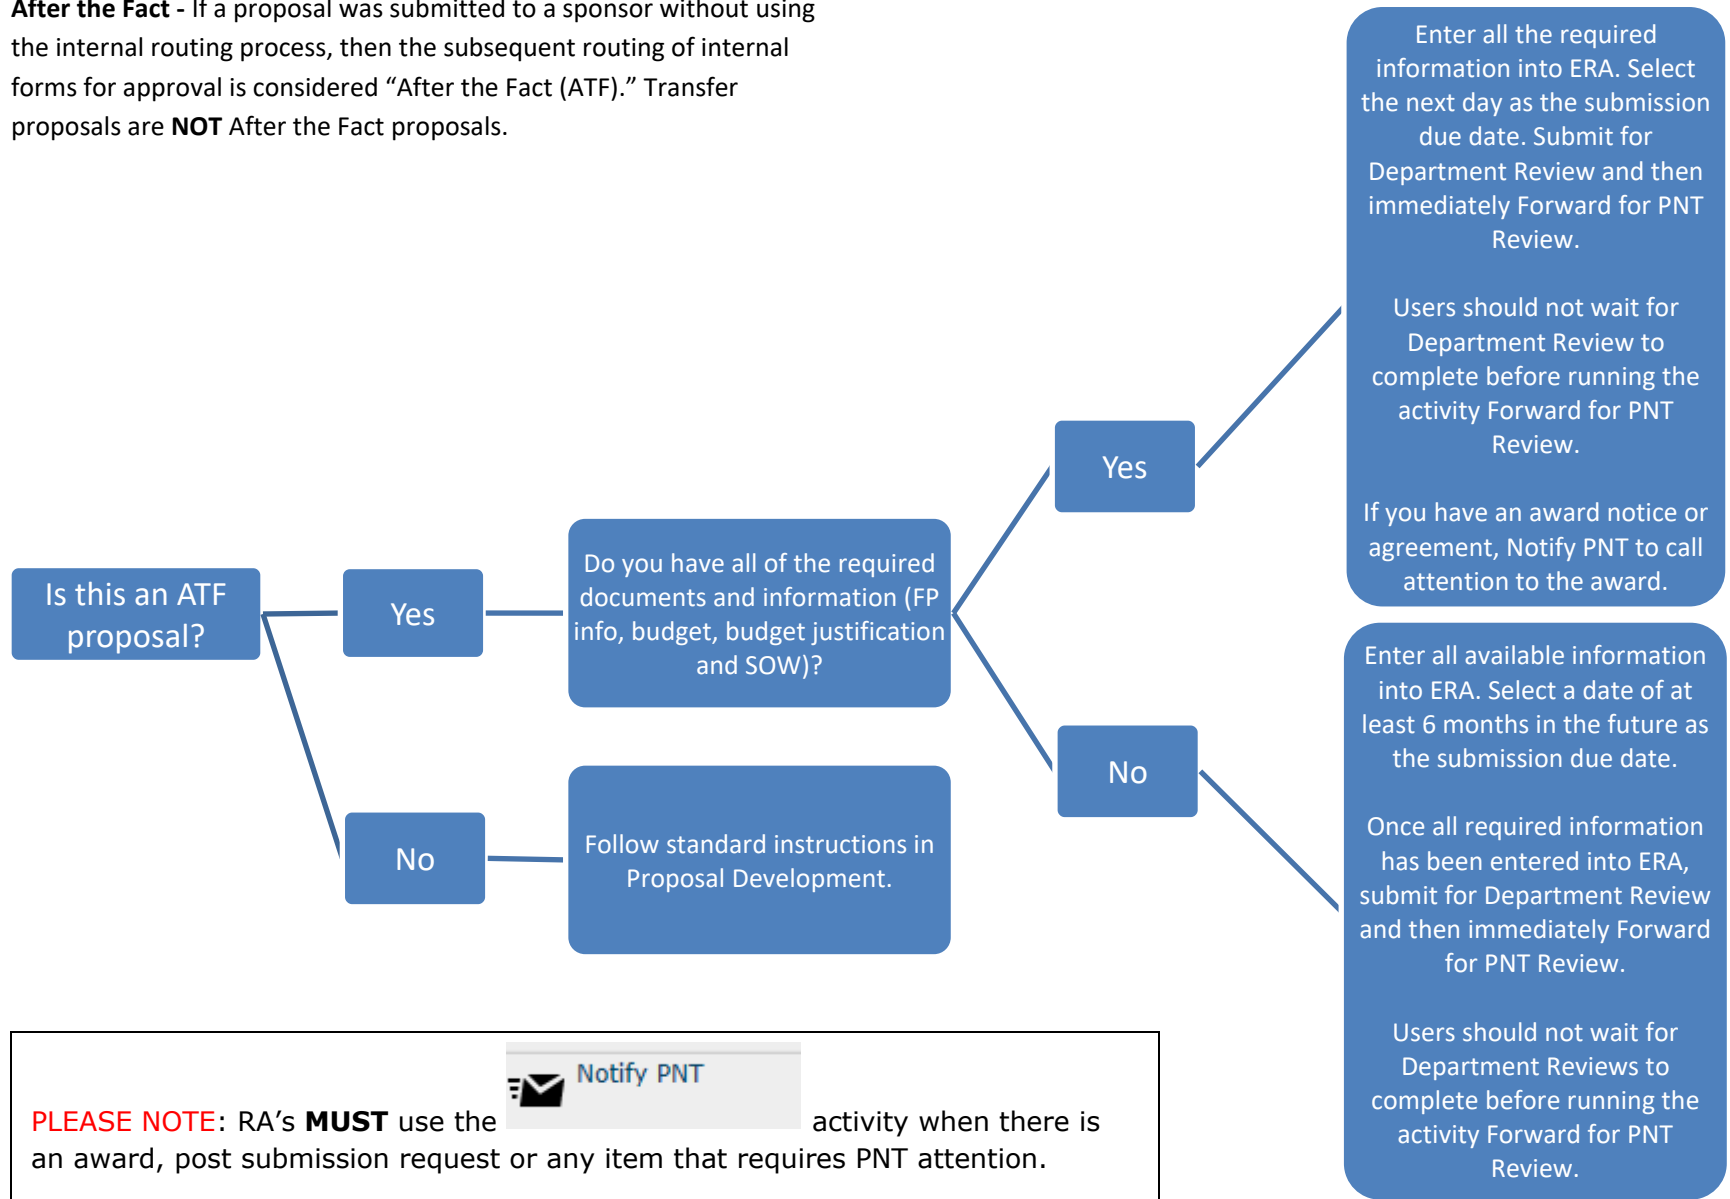 After the Fact - If a proposal was submitted to a sponsor without using
the internal routing process, then the subsequent routing of internal
forms for approval is considered “After the Fact (ATF).” Transfer
proposals are NOT After the Fact proposals.
Is this an ATF
proposal?
Yes
No
Do you have all of the required
documents and information (FP
info, budget, budget justification
and SOW)?
Follow standard instructions in
Proposal Development.
Yes
No
Enter all the required
information into ERA. Select
the next day as the submission
due date. Submit for
Department Review and then
immediately Forward for PNT
Review.
Users should not wait for
Department Review to
complete before running the
activity Forward for PNT
Review.
If you have an award notice or
agreement, Notify PNT to call
attention to the award.
Enter all available information
into ERA. Select a date of at
least 6 months in the future as
the submission due date.
Once all required information
has been entered into ERA,
submit for Department Review
and then immediately Forward
for PNT Review.
Users should not wait for
Department Reviews to
complete before running the
activity Forward for PNT
Review.
Notify PNT
PLEASE NOTE: RA’s MUST use the activity when there is
an award, post submission request or any item that requires PNT attention.